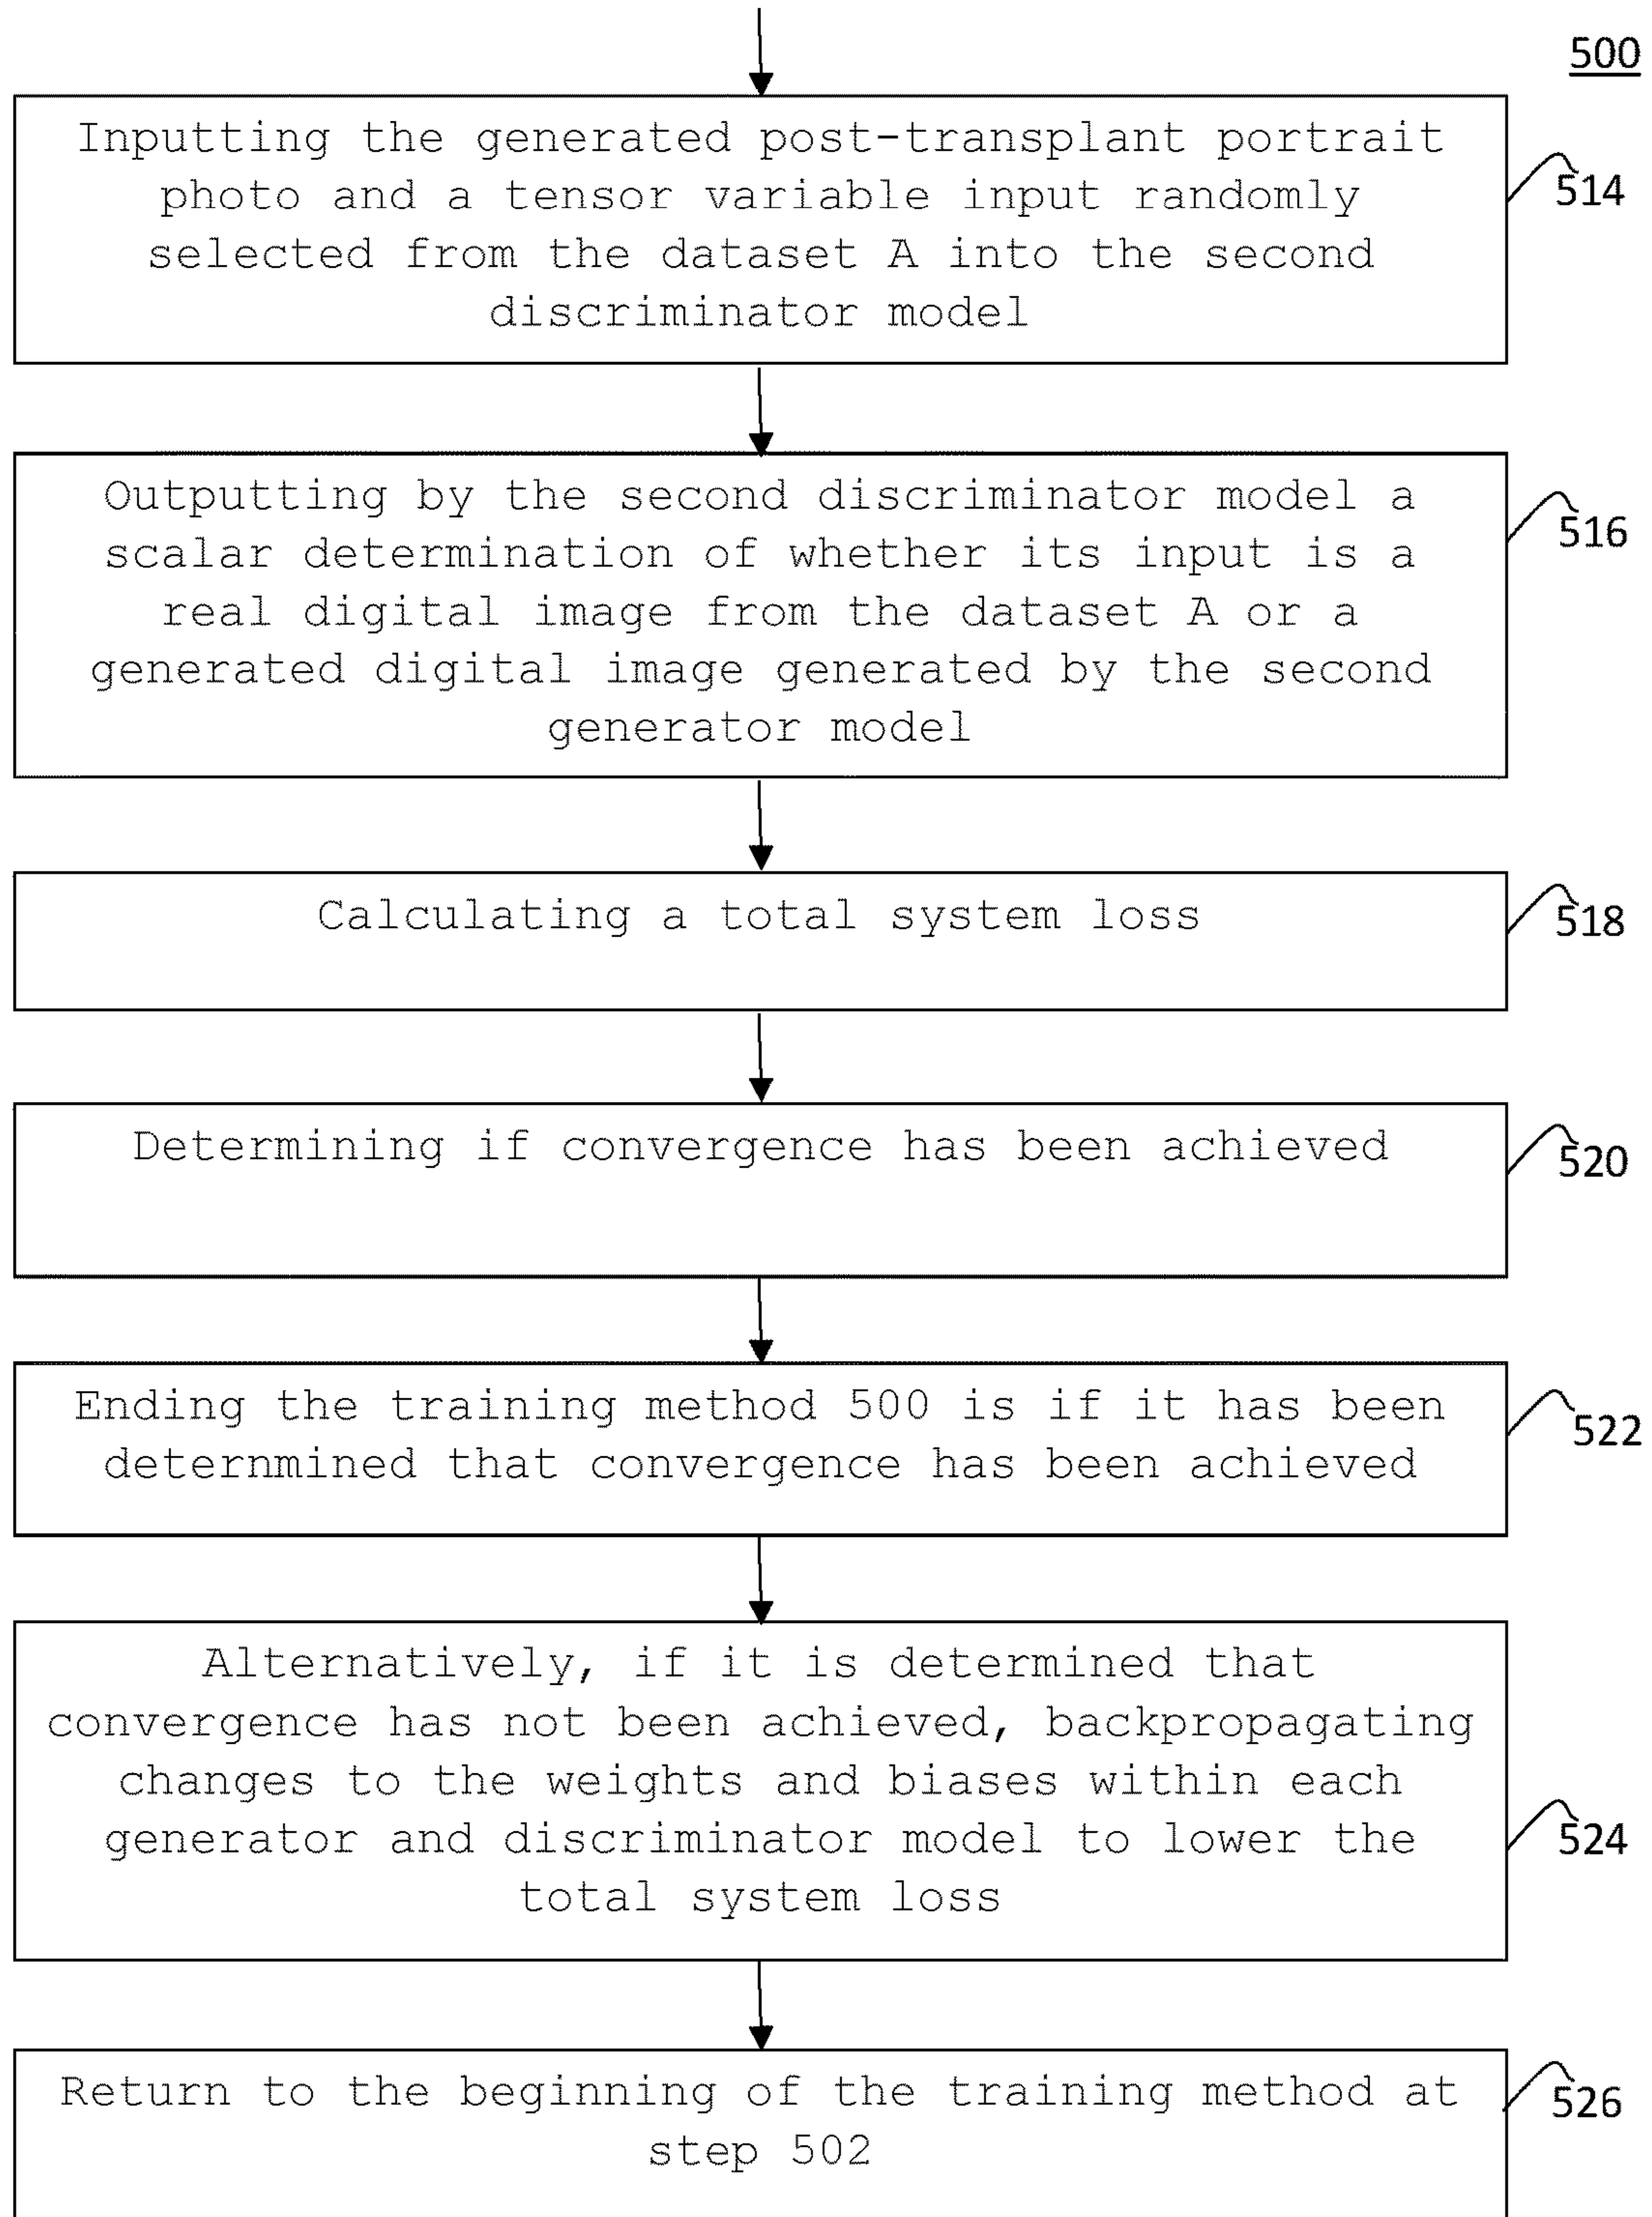 500
Inputting the generated post-transplant portrait
photo and a tensor variable input randomly
selected from the dataset A into the second
discriminator model
514
Outputting by the second discriminator model a
scalar determination of whether its input is a
real digital image from the dataset A or a
generated digital image generated by the second
generator model
516
Calculating a total system loss
518
Determining if convergence has been achieved
520
Ending the training method 500 is if it has been
deternmined that convergence has been achieved
522
Alternatively, if it is determined that
convergence has not been achieved, backpropagating
changes to the weights and biases within each
generator and discriminator model to lower the
total system loss
524
Return to the beginning of the training method at
step 502
526